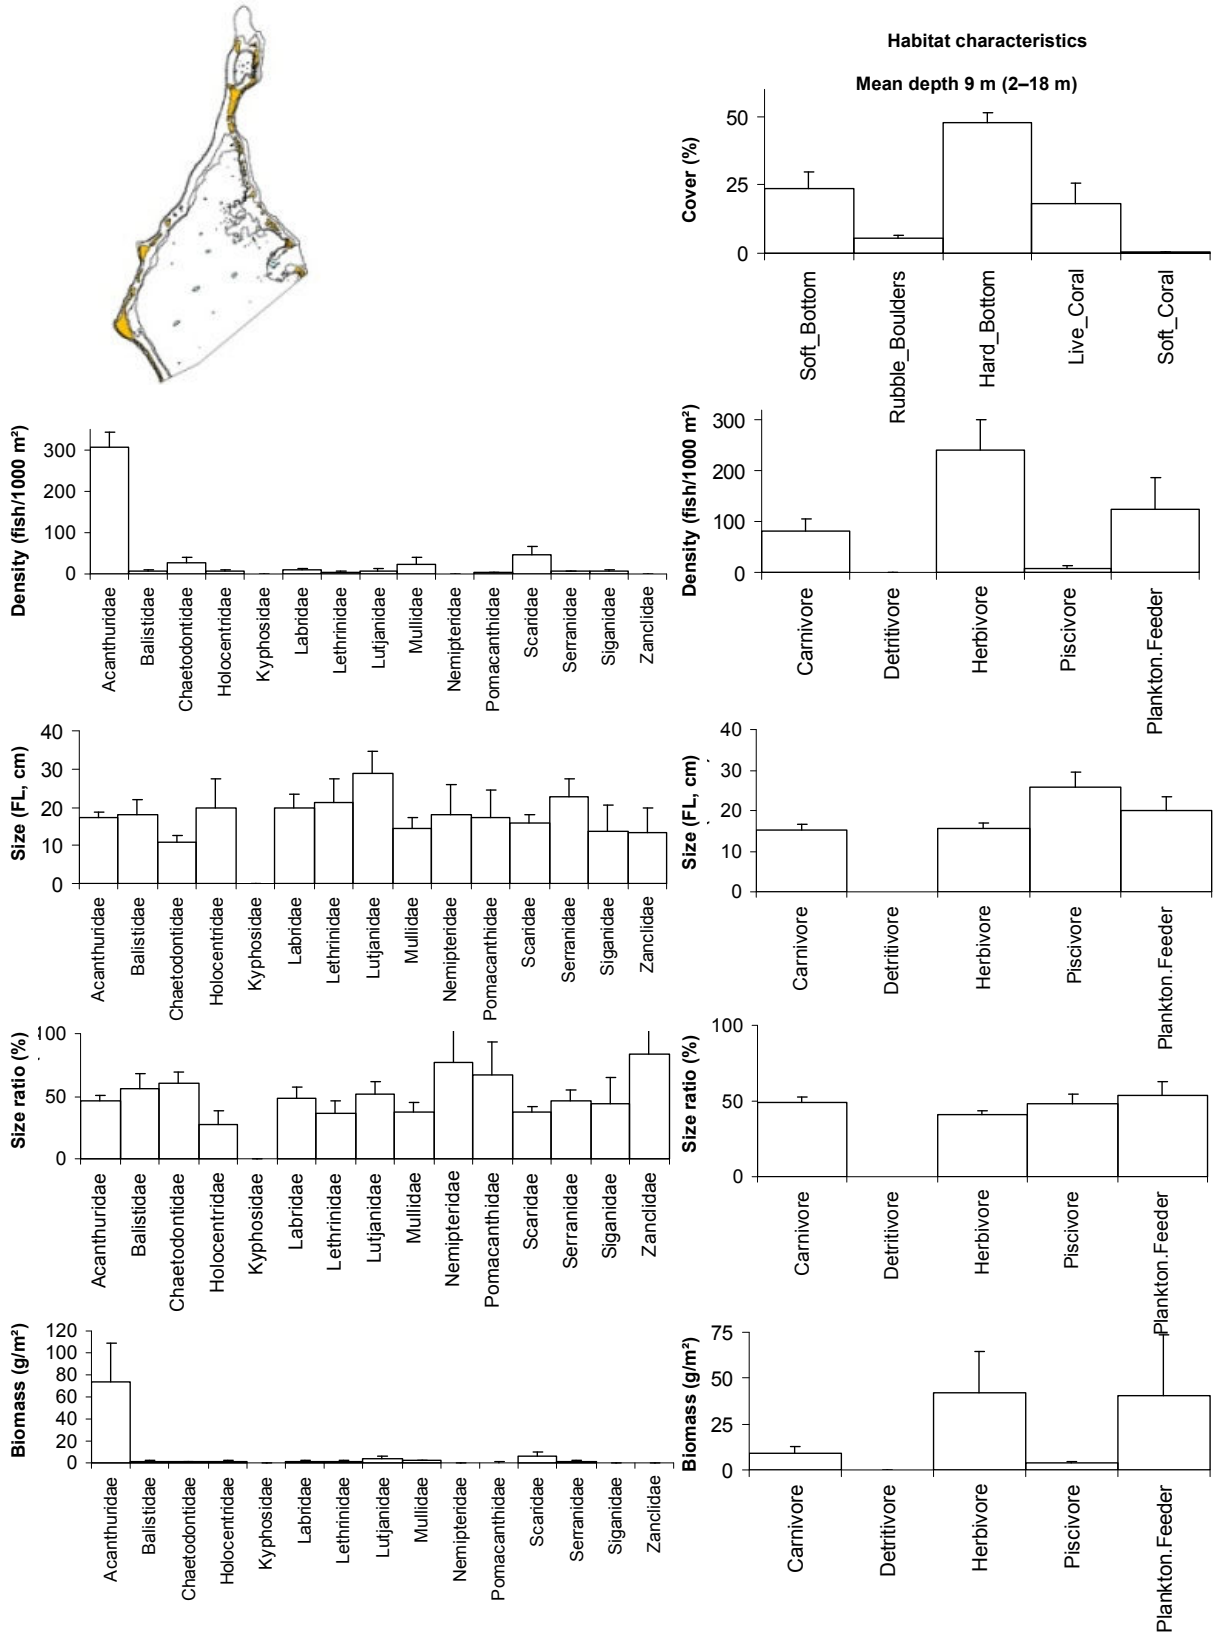 Habitat characteristics
Mean depth 9 m (2–18 m)
Cover (%)
50
25
0
Soft_Bottom
Rubble_Boulders
Hard_Bottom
Live_Coral
Soft_Coral
Density (fish/1000 m²)
300
200
100
0
Acanthuridae
Balistidae
Chaetodontidae
Holocentridae
Kyphosidae
Labridae
Lethrinidae
Lutjanidae
Mullidae
Nemipteridae
Pomacanthidae
Scaridae
Serranidae
Siganidae
Zanclidae
Density (fish/1000 m²)
300
200
100
0
Carnivore
Detritivore
Herbivore
Piscivore
Plankton.Feeder
Size (FL, cm)
40
30
20
10
0
Acanthuridae
Balistidae
Chaetodontidae
Holocentridae
Kyphosidae
Labridae
Lethrinidae
Lutjanidae
Mullidae
Nemipteridae
Pomacanthidae
Scaridae
Serranidae
Siganidae
Zanclidae
Size (FL, cm)
40
30
20
10
0
Carnivore
Detritivore
Herbivore
Piscivore
Plankton.Feeder
Size ratio (%)
100
50
0
Acanthuridae
Balistidae
Chaetodontidae
Holocentridae
Kyphosidae
Labridae
Lethrinidae
Lutjanidae
Mullidae
Nemipteridae
Pomacanthidae
Scaridae
Serranidae
Siganidae
Zanclidae
Size ratio (%)
100
50
0
Carnivore
Detritivore
Herbivore
Piscivore
Plankton.Feeder
Biomass (g/m²)
120
100
80
60
40
20
0
Acanthuridae
Balistidae
Chaetodontidae
Holocentridae
Kyphosidae
Labridae
Lethrinidae
Lutjanidae
Mullidae
Nemipteridae
Pomacanthidae
Scaridae
Serranidae
Siganidae
Zanclidae
Biomass (g/m²)
75
50
25
0
Carnivore
Detritivore
Herbivore
Piscivore
Plankton.Feeder